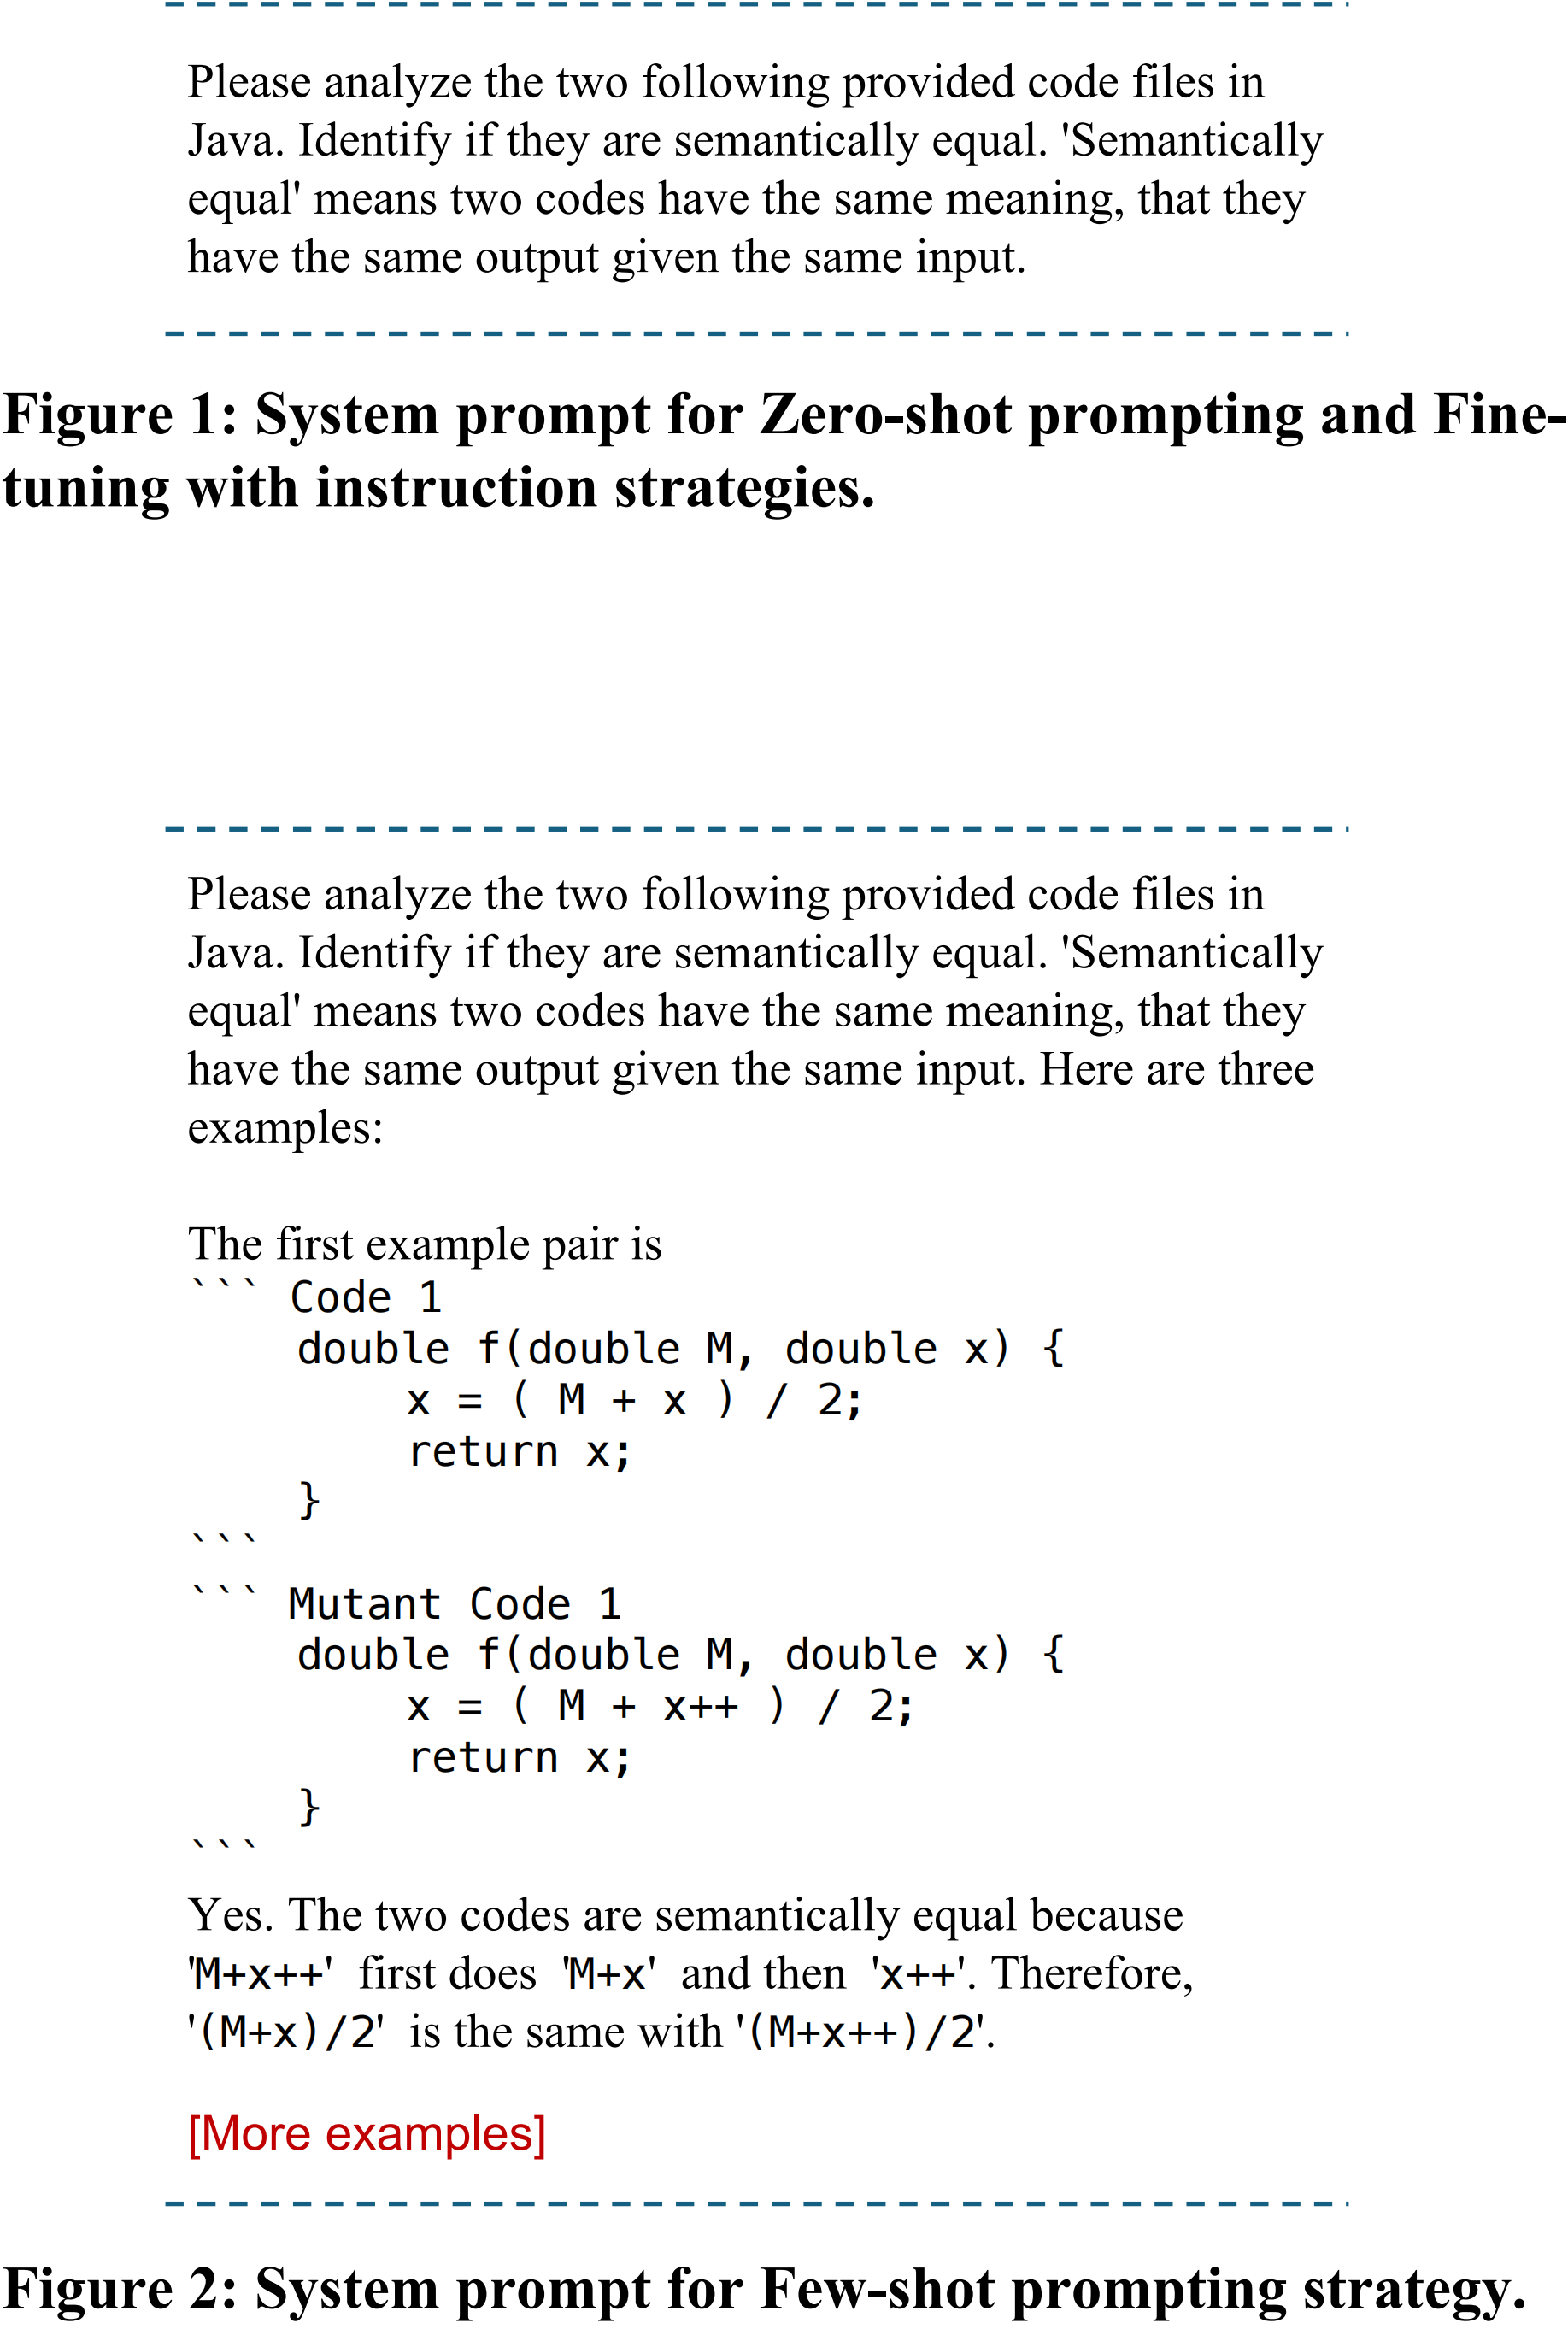 Please analyze the two following provided code files in
Java. Identify if they are semantically equal. 'Semantically
equal' means two codes have the same meaning, that they
have the same output given the same input.
Figure 1: System prompt for Zero-shot prompting and Fine-
tuning with instruction strategies.
Please analyze the two following provided code files in
Java. Identify if they are semantically equal. 'Semantically
equal' means two codes have the same meaning, that they
have the same output given the same input. Here are three
examples:
The first example pair is
``` Code 1
double f(double M, double x) {
x = ( M + x ) / 2;
return x;
}
```
``` Mutant Code 1
double f(double M, double x) {
x = ( M + x++ ) / 2;
return x;
}
```
Yes. The two codes are semantically equal because
'M+x++' first does 'M+x' and then 'x++'. Therefore,
'(M+x)/2' is the same with '(M+x++)/2'.
[More examples]
Figure 2: System prompt for Few-shot prompting strategy.